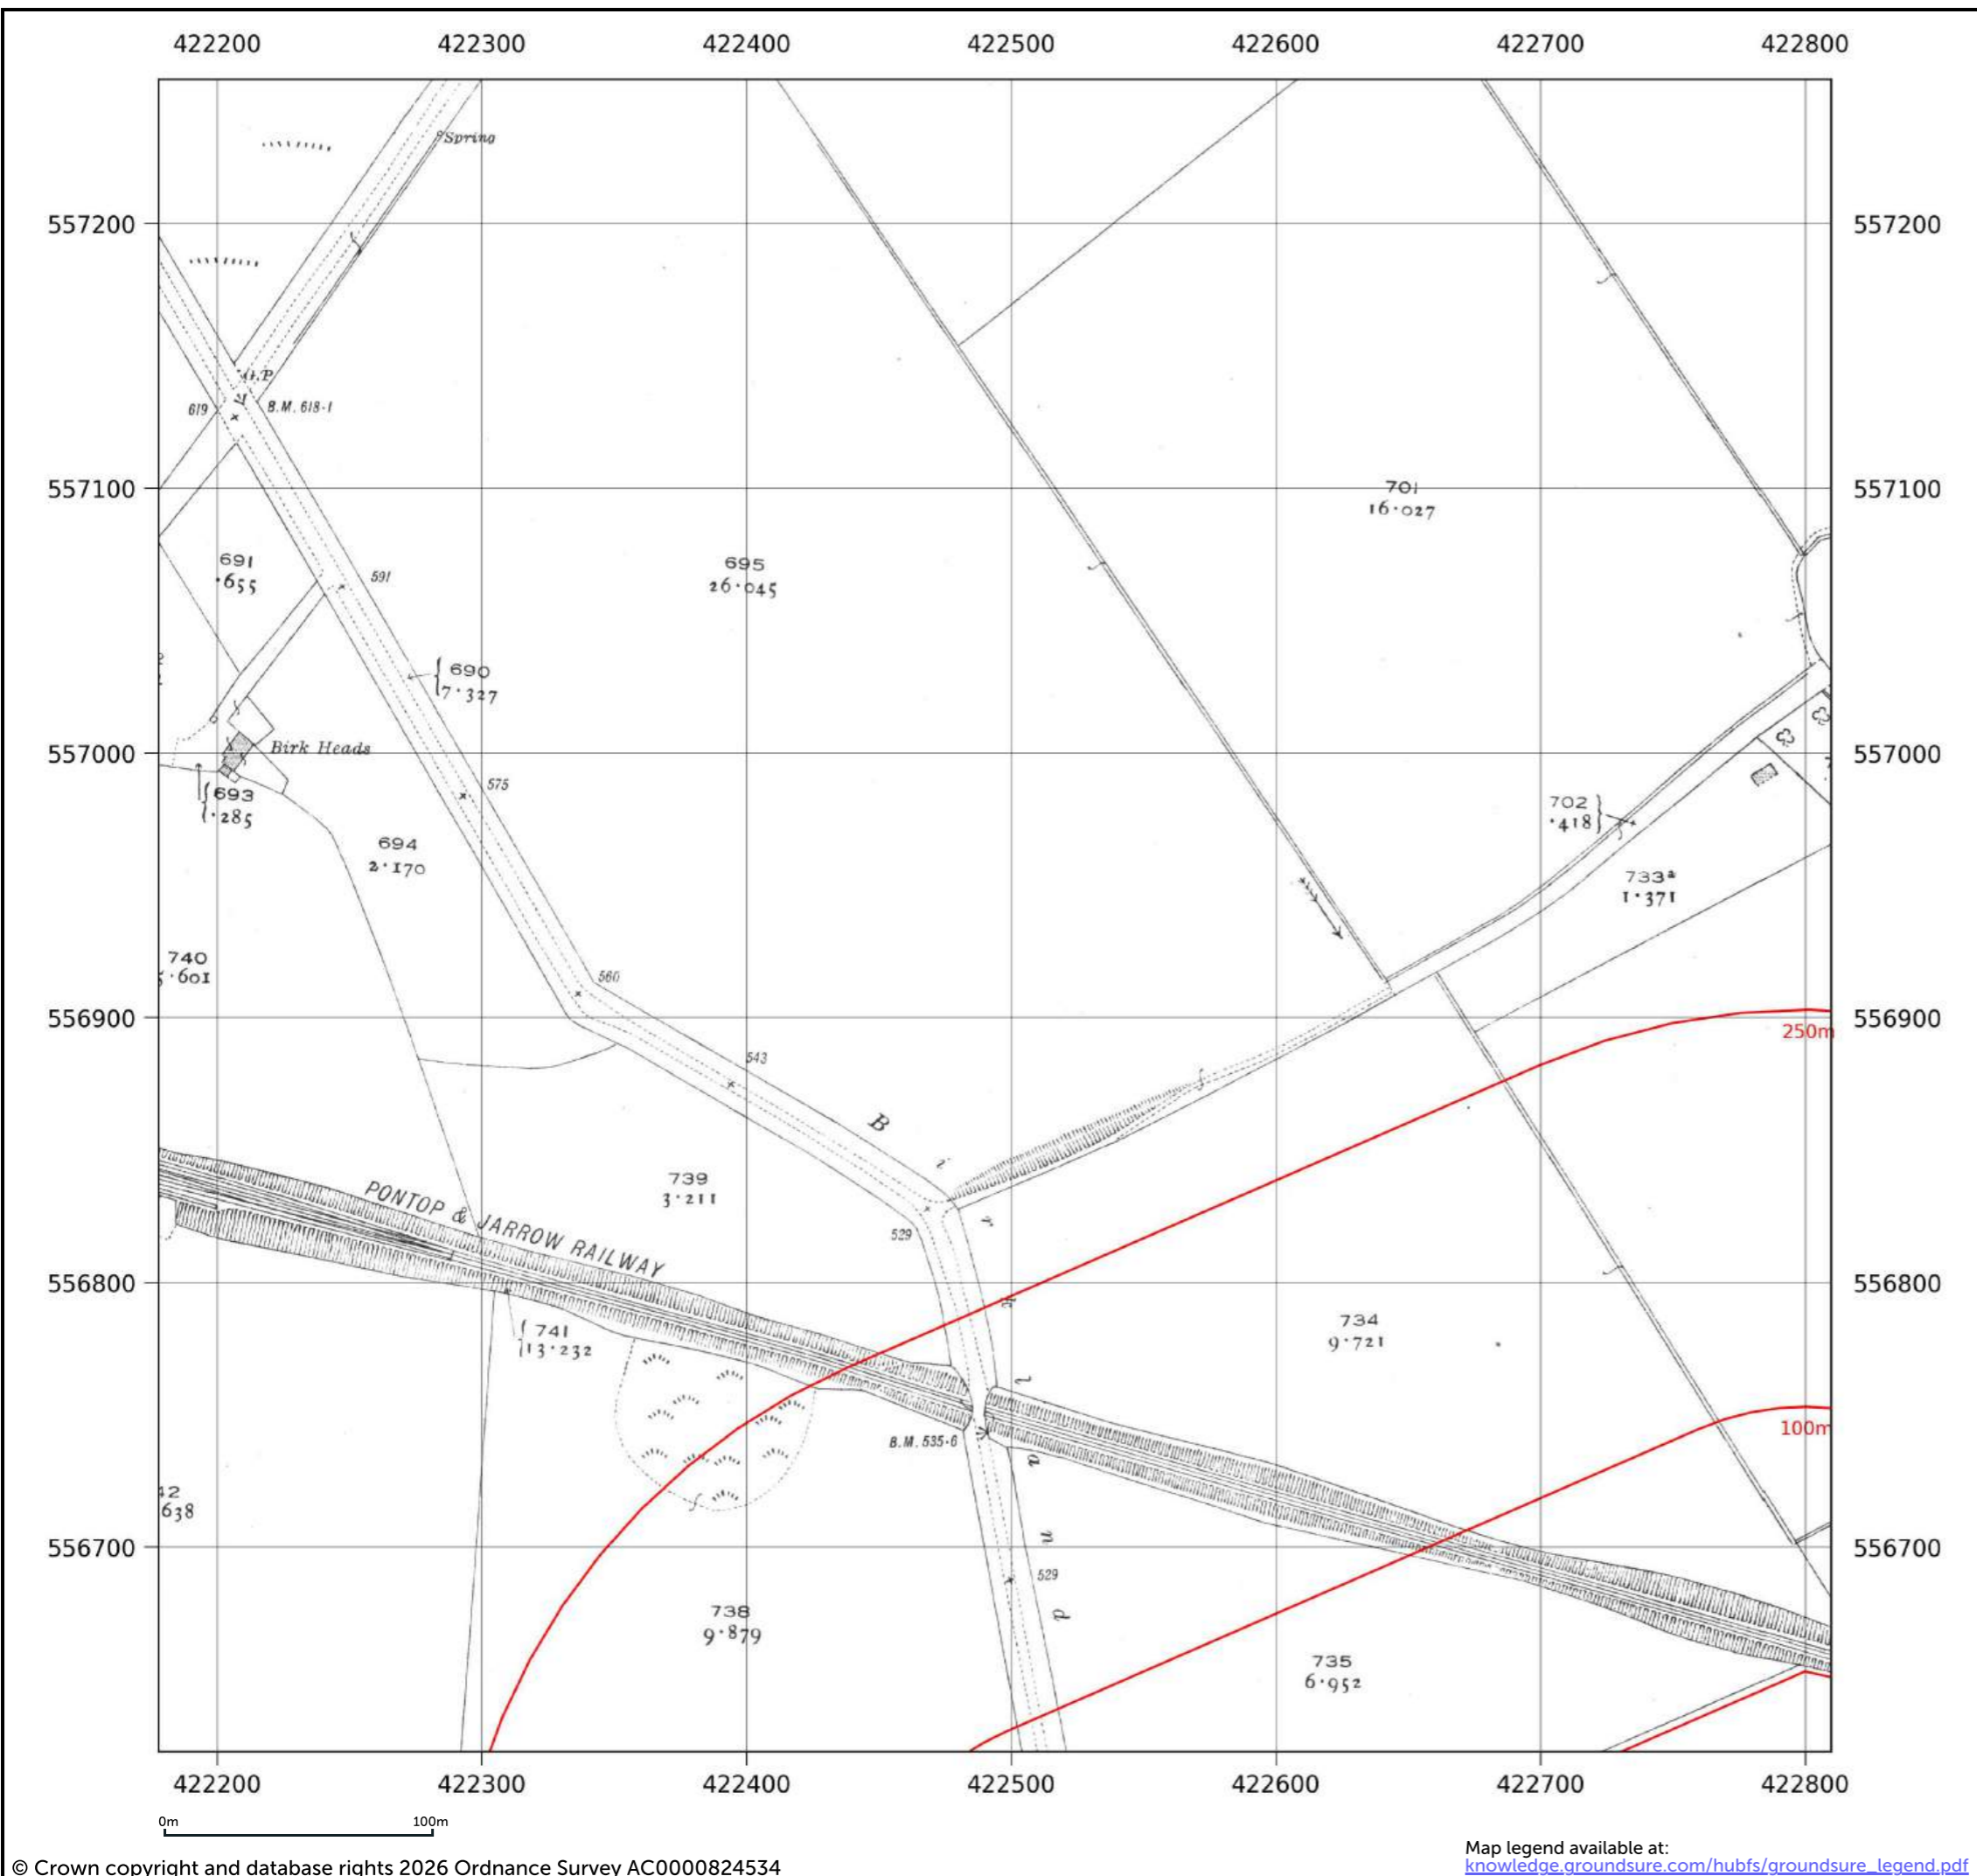 422200 422300 422400 422500 422600 422700 422800
Spring
557200 557200
G.P
619 B.M. 618·1
557100 557100
701
16·027
691
·655
591
695
26·045
690
7·327
Birk Heads
557000 557000
575
693
·285
702
·418
694
2·170
733a
1·371
740
·601
560
556900 556900
250m
543
Birkland
739
3·211
PONTOP & JARROW RAILWAY
529
556800 556800
741
13·232
734
9·721
100m
B.M. 535·6
42
638
556700 556700
529
738
9·879
735
6·952
422200 422300 422400 422500 422600 422700 422800
0m 100m
Map legend available at:
© Crown copyright and database rights 2026 Ordnance Survey AC0000824534
knowledge.groundsure.com/hubfs/groundsure_legend.pdf